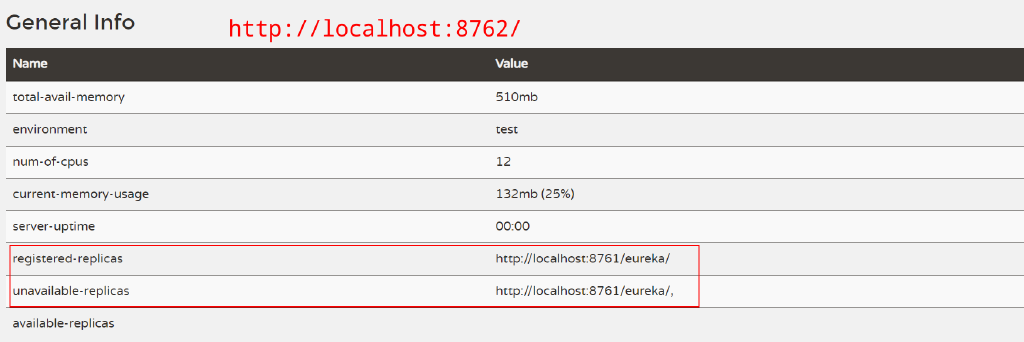 General Info
http://localhost:8762/
Name Value
total-avail-memory 510mb
environment test
num-of-cpus 12
current-memory-usage 132mb (25%)
server-uptime 00:00
registered-replicas http://localhost:8761/eureka/
unavailable-replicas http://localhost:8761/eureka/,
available-replicas